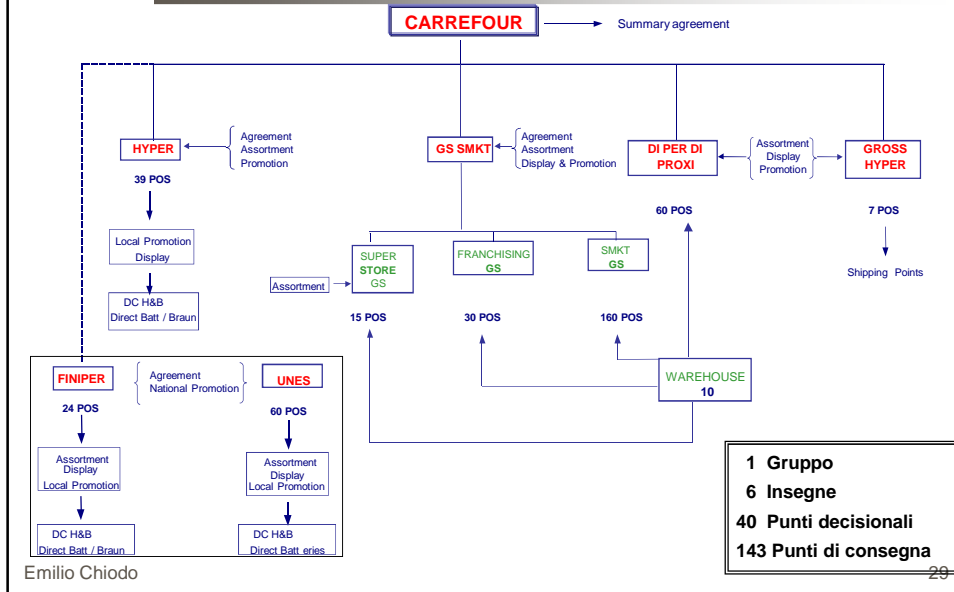 CARREFOUR
Summary agreement
HYPER
Agreement
Assortment
Promotion
GS SMKT
Agreement
Assortment
Display & Promotion
DI PER DI
PROXI
Assortment
Display
Promotion
GROSS
HYPER
39 POS
60 POS
7 POS
Local Promotion
Display
Shipping Points
SUPER
STORE
GS
FRANCHISING
GS
SMKT
GS
Assortment
DC H&B
Direct Batt / Braun
15 POS
30 POS
160 POS
WAREHOUSE
10
FINIPER
Agreement
National Promotion
UNES
24 POS
60 POS
Assortment
Display
Local Promotion
Assortment
Display
Local Promotion
DC H&B
Direct Batt / Braun
DC H&B
Direct Batt eries
1 Gruppo
6 Insegne
40 Punti decisionali
143 Punti di consegna
Emilio Chiodo
29